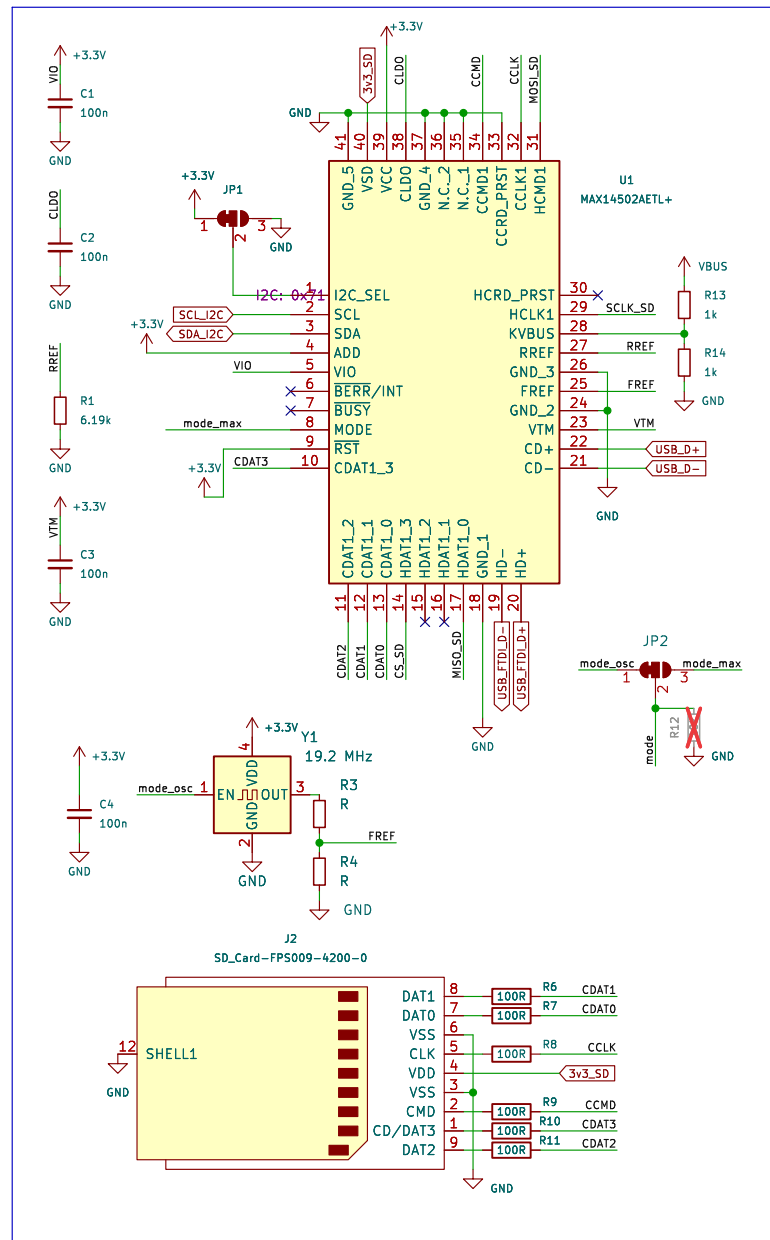 +3.3V
VIO
C1
100n
GND
CLDO
C2
100n
GND
RREF
R1
6.19k
GND
+3.3V
VTM
C3
100n
GND
+3.3V
JP1
1
2
3
GND
I2C: 0x71
SCL_I2C
SDA_I2C
+3.3V
VIO
mode_max
+3.3V
CDAT3
+3.3V
GND
3v3_SD
CLDO
CCMD
CCLK
MOSI_SD
41 GND_5
40 VSD
39 VCC
38 CLDO
37 GND_4
36 N.C._2
35 N.C._1
34 CCMD1
33 CCRD_PRST
32 CCLK1
31 HCMD1
U1
MAX14502AETL+
1 I2C_SEL
2 SCL
3 SDA
4 ADD
5 VIO
6 BERR/INT
7 BUSY
8 MODE
9 RST
10 CDAT1_3
HCRD_PRST 30
HCLK1 29
KVBUS 28
RREF 27
GND_3 26
FREF 25
GND_2 24
VTM 23
CD+ 22
CD- 21
CDAT1_2 11
CDAT1_1 12
CDAT1_0 13
HDAT1_3 14
HDAT1_2 15
HDAT1_1 16
HDAT1_0 17
GND_1 18
HD- 19
HD+ 20
SCLK_SD
RREF
FREF
VTM
USB_D+
USB_D-
GND
VBUS
R13
1k
R14
1k
GND
CDAT2
CDAT1
CDAT0
CS_SD
MISO_SD
GND
USB_FTDI_D-
USB_FTDI_D+
JP2
mode_osc
1
2
3
mode_max
mode
R12
GND
+3.3V
C4
100n
GND
+3.3V
Y1
19.2 MHz
mode_osc
1
EN
4
VDD
GND
2
OUT
3
GND
R3
R
FREF
R4
R
GND
J2
SD_Card-FPS009-4200-0
12
SHELL1
GND
DAT1 8 100R R6 CDAT1
DAT0 7 100R R7 CDAT0
VSS 6
CLK 5 100R R8 CCLK
VDD 4 3v3_SD
VSS 3
CMD 2 100R R9 CCMD
CD/DAT3 1 100R R10 CDAT3
DAT2 9 100R R11 CDAT2
GND